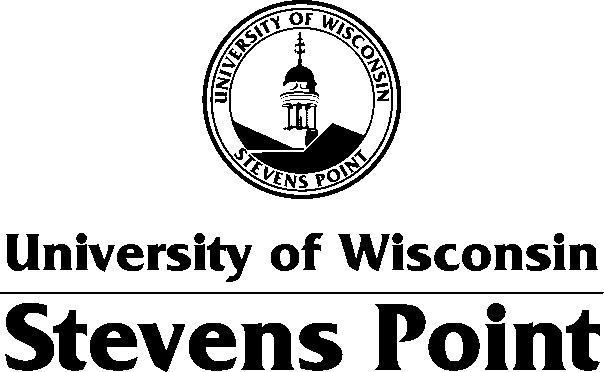 UNIVERSITY OF WISCONSIN
STEVENS POINT
University of Wisconsin
Stevens Point